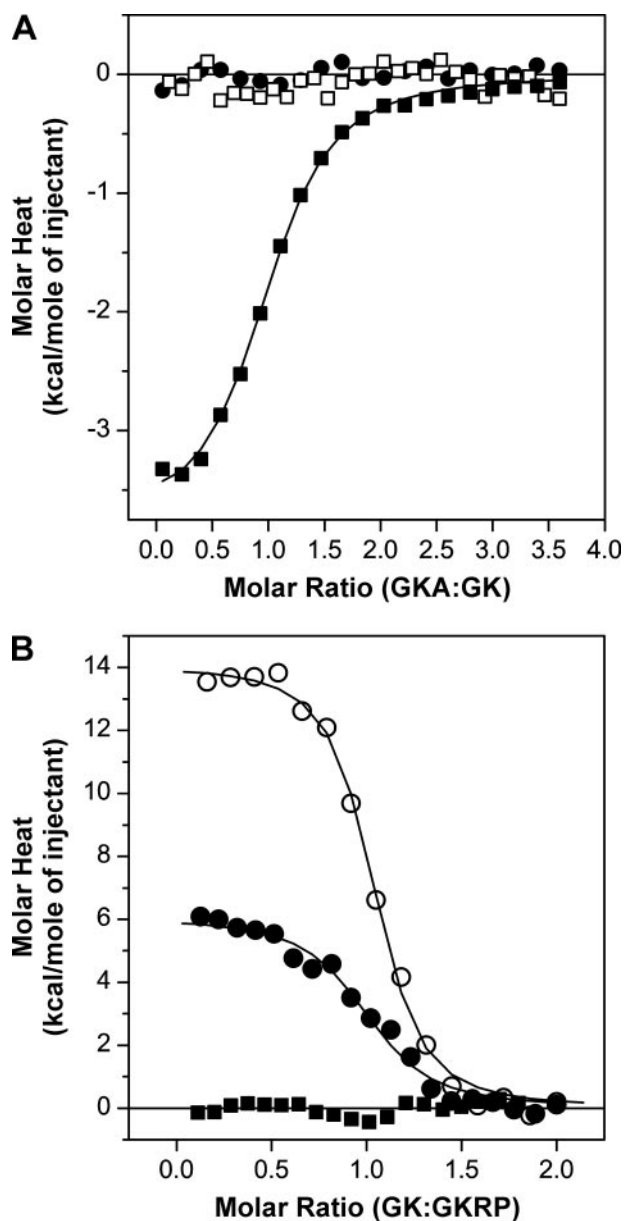 A
0
-1
-2
-3
Molar Heat
(kcal/mole of injectant)
0.0 0.5 1.0 1.5 2.0 2.5 3.0 3.5 4.0
Molar Ratio (GKA:GK)
B
14
12
10
8
6
4
2
0
Molar Heat
(kcal/mole of injectant)
0.0 0.5 1.0 1.5 2.0
Molar Ratio (GK:GKRP)